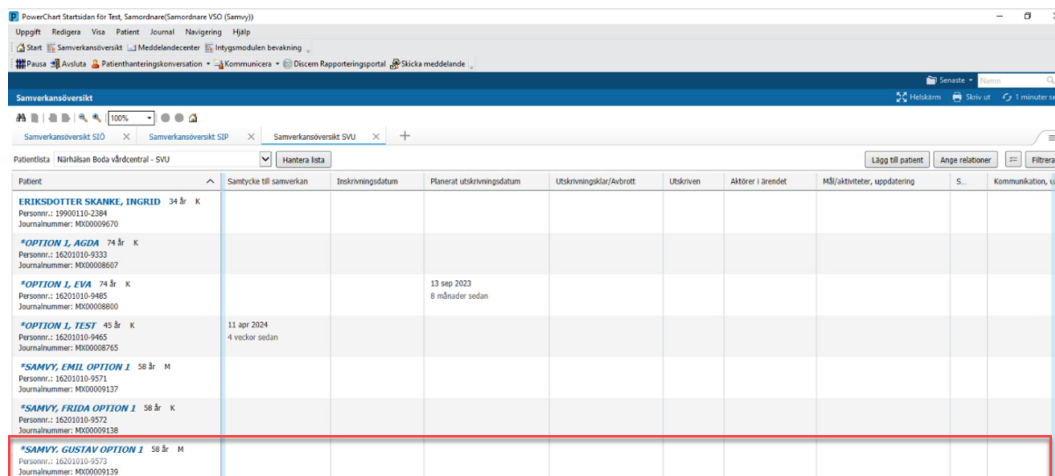 PowerChart Startsidan för Test, Samordnare(Samordnare VSO (Samvy))
Uppgift Redigera Visa Patient Journal Navigering Hjälp
Start Samverkansöversikt Meddelandecenter Intygsmodulen bevakning
Pausa Avsluta Patienthanteringskonversation Kommunicera Discern Rapporteringsportal Skicka meddelande
Senaste Namn
Samverkansöversikt Helskärm Skriv ut 1 minuter se
100%
Samverkansöversikt SIO Samverkansöversikt SIP Samverkansöversikt SVU
Patientlista Närhälsan Boda vårdcentral - SVU Hantera lista Lägg till patient Ange relationer Filtrera
Patient Samtycke till samverkan Inskrivningsdatum Planerat utskrivningsdatum Utskrivningsklar/Avbrott Utskriven Aktörer i ärendet Mål/aktiviteter, uppdatering S... Kommunikation, u
ERIKSDOTTER SKANKE, INGRID 34 år K
Personnr.: 19900110-2384
Journalnummer: MX00009670
*OPTION 1, AGDA 74 år K
Personnr.: 16201010-9333
Journalnummer: MX00008607
*OPTION 1, EVA 74 år K 13 sep 2023
Personnr.: 16201010-9485 8 månader sedan
Journalnummer: MX00008800
*OPTION 1, TEST 45 år K 11 apr 2024
Personnr.: 16201010-9465 4 veckor sedan
Journalnummer: MX00008765
*SAMVY, EMIL OPTION 1 58 år M
Personnr.: 16201010-9571
Journalnummer: MX00009137
*SAMVY, FRIDA OPTION 1 58 år K
Personnr.: 16201010-9572
Journalnummer: MX00009138
*SAMVY, GUSTAV OPTION 1 58 år M
Personnr.: 16201010-9573
Journalnummer: MX00009139